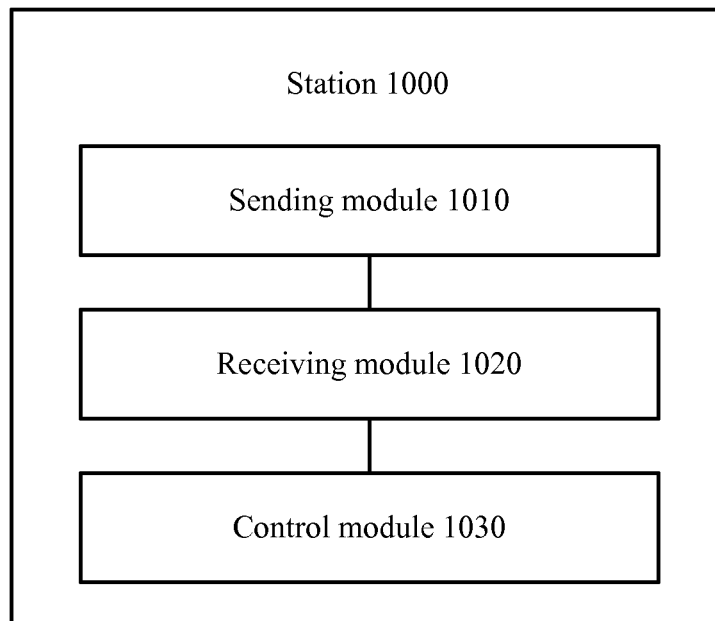 Station 1000
Sending module 1010
Receiving module 1020
Control module 1030